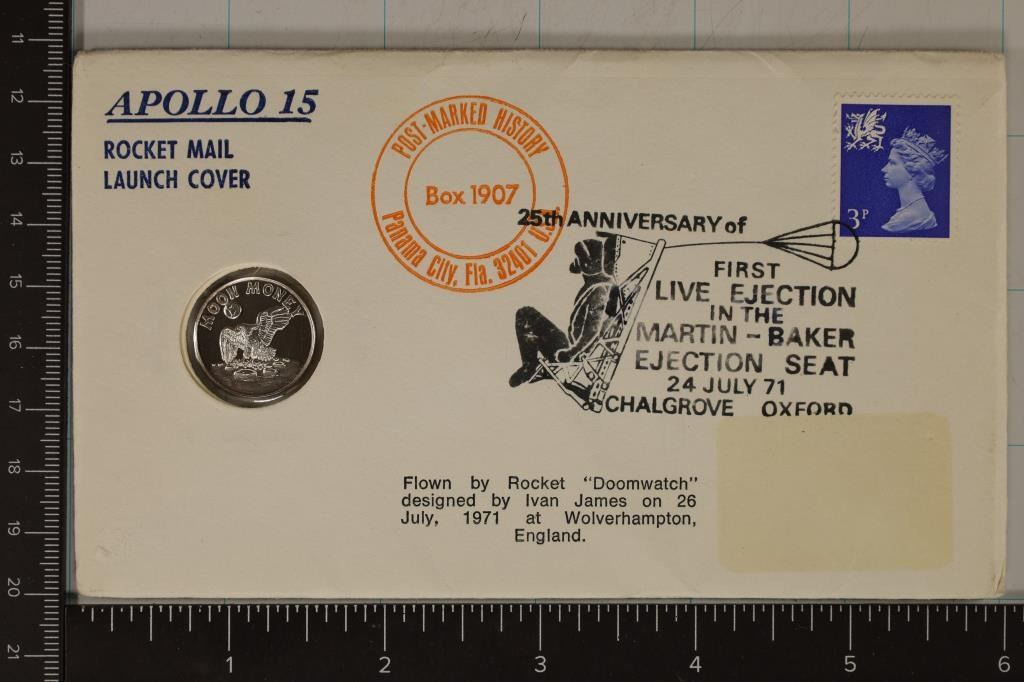 APOLLO 15
ROCKET MAIL
LAUNCH COVER
POST-MARKED HISTORY
Box 1907
Panama City, Fla. 32401 U.S.A.
3P
MOON MONEY
25th ANNIVERSARY of
FIRST
LIVE EJECTION
IN THE
MARTIN - BAKER
EJECTION SEAT
24 JULY 71
CHALGROVE OXFORD
Flown by Rocket "Doomwatch"
designed by Ivan James on 26
July, 1971 at Wolverhampton,
England.
11
12
13
14
15
16
17
18
19
20
21
1 2 3 4 5 6